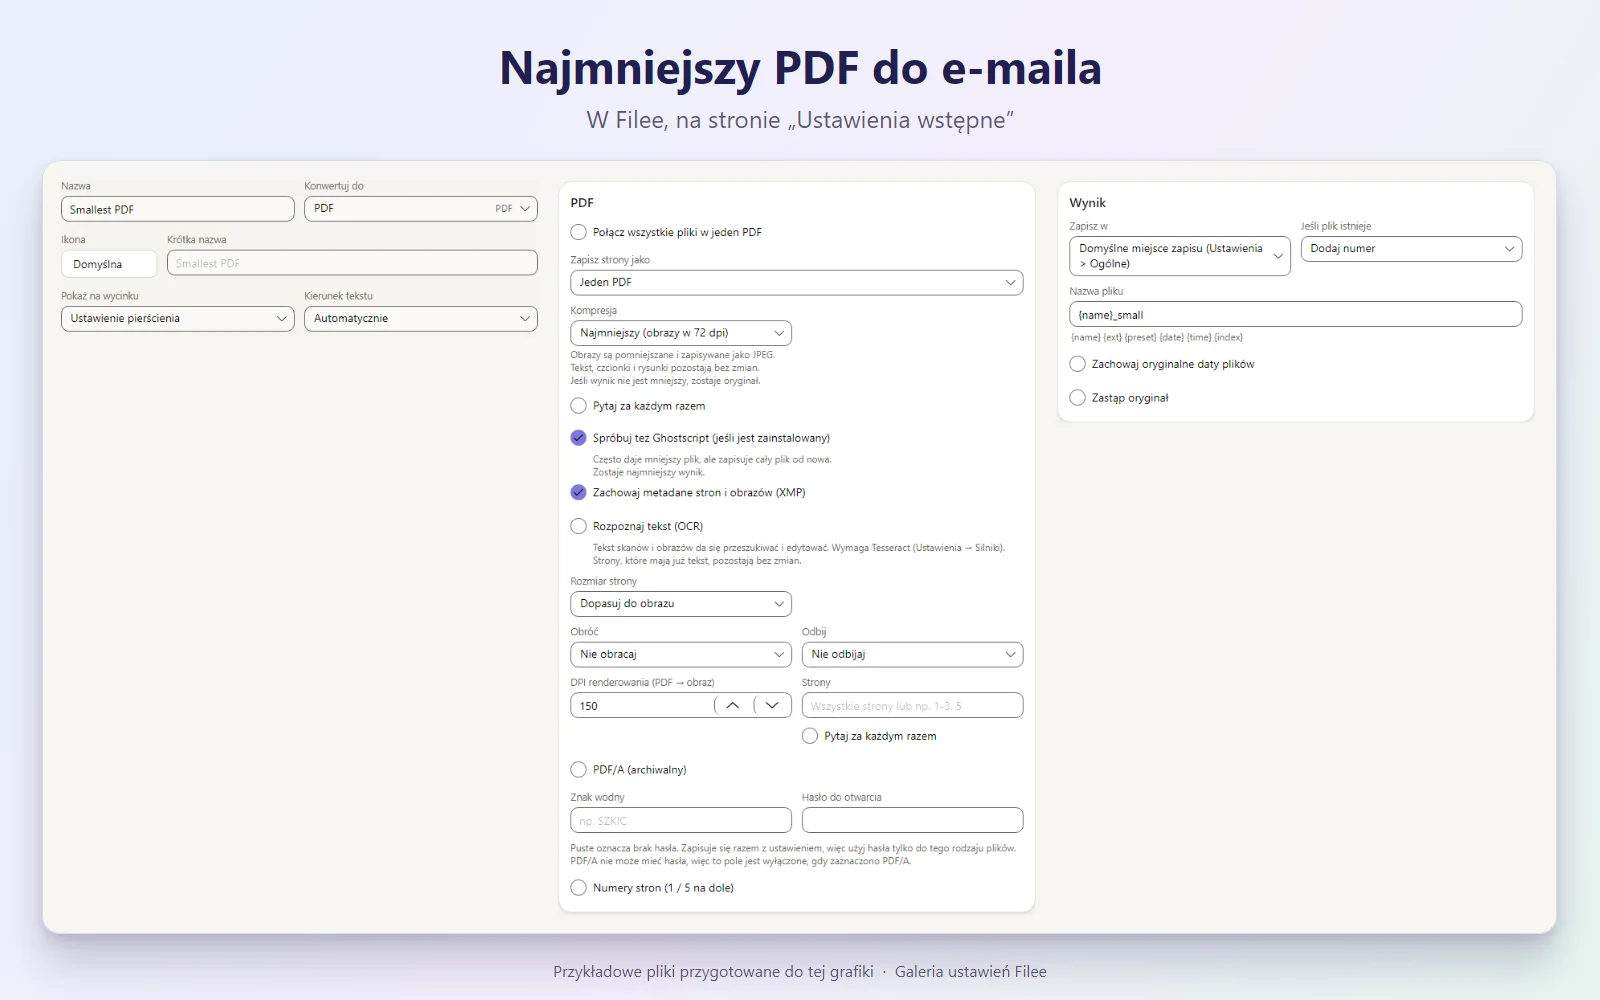 Najmniejszy PDF do e-maila
W Filee, na stronie „Ustawienia wstępne”
Nazwa
Smallest PDF
Konwertuj do
PDF PDF
Ikona
Domyślna
Krótka nazwa
Smallest PDF
Pokaż na wycinku
Ustawienie pierścienia
Kierunek tekstu
Automatycznie
PDF
Połącz wszystkie pliki w jeden PDF
Zapisz strony jako
Jeden PDF
Kompresja
Najmniejszy (obrazy w 72 dpi)
Obrazy są pomniejszane i zapisywane jako JPEG.
Tekst, czcionki i rysunki pozostają bez zmian.
Jeśli wynik nie jest mniejszy, zostaje oryginał.
Pytaj za każdym razem
Spróbuj też Ghostscript (jeśli jest zainstalowany)
Często daje mniejszy plik, ale zapisuje cały plik od nowa.
Zostaje najmniejszy wynik.
Zachowaj metadane stron i obrazów (XMP)
Rozpoznaj tekst (OCR)
Tekst skanów i obrazów da się przeszukiwać i edytować. Wymaga Tesseract (Ustawienia → Silniki).
Strony, które mają już tekst, pozostają bez zmian.
Rozmiar strony
Dopasuj do obrazu
Obróć
Nie obracaj
Odbij
Nie odbijaj
DPI renderowania (PDF → obraz)
150
Strony
Wszystkie strony lub np. 1-3, 5
Pytaj za każdym razem
PDF/A (archiwalny)
Znak wodny
np. SZKIC
Hasło do otwarcia
Puste oznacza brak hasła. Zapisuje się razem z ustawieniem, więc użyj hasła tylko do tego rodzaju plików.
PDF/A nie może mieć hasła, więc to pole jest wyłączone, gdy zaznaczono PDF/A.
Numery stron (1 / 5 na dole)
Wynik
Zapisz w
Domyślne miejsce zapisu (Ustawienia
> Ogólne)
Jeśli plik istnieje
Dodaj numer
Nazwa pliku
{name}_small
{name} {ext} {preset} {date} {time} {index}
Zachowaj oryginalne daty plików
Zastąp oryginał
Przykładowe pliki przygotowane do tej grafiki · Galeria ustawień Filee